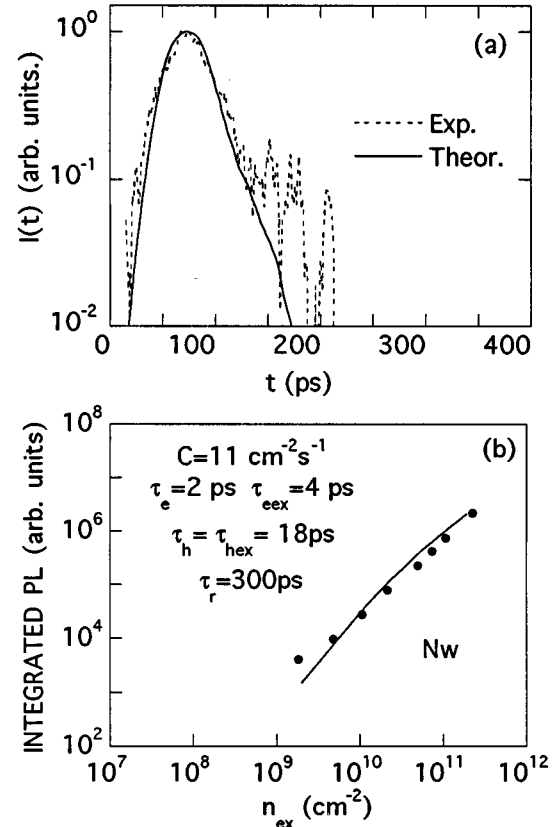 (a)
10^0
10^-1
10^-2
I(t) (arb. units.)
Exp.
Theor.
0 100 200 100 200 300 400
t (ps)
(b)
10^8
10^6
10^4
10^2
INTEGRATED PL (arb. units)
C=11 cm^-2s^-1
τ_e=2 ps τ_eex=4 ps
τ_h= τ_hex = 18ps
τ_r=300ps
Nw
10^7 10^8 10^9 10^10 10^11 10^12
n_ex (cm^-2)